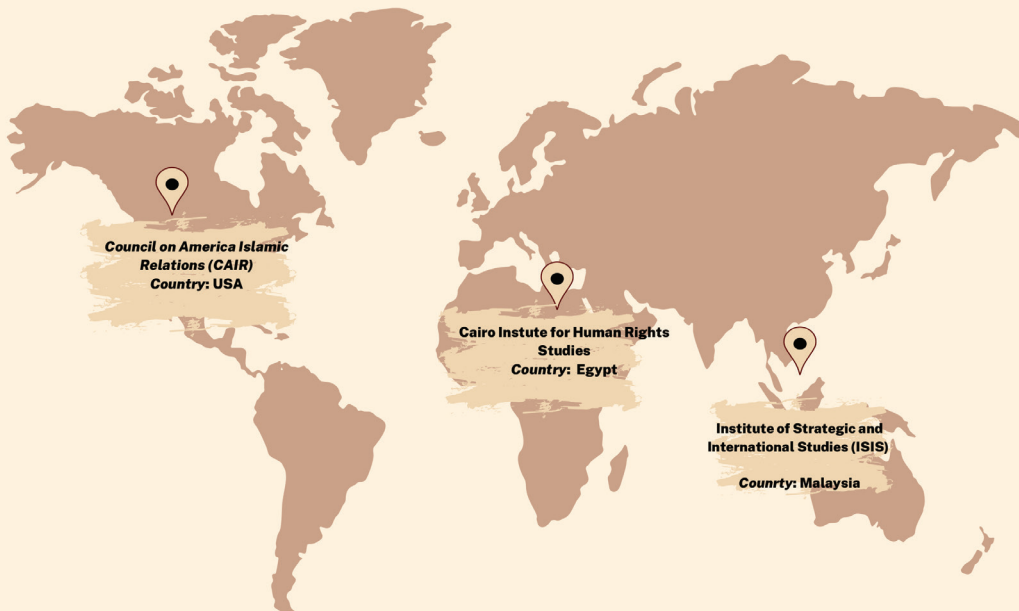 Council on America Islamic
Relations (CAIR)
Country: USA
Cairo Instute for Human Rights
Studies
Country: Egypt
Institute of Strategic and
International Studies (ISIS)
Counrty: Malaysia